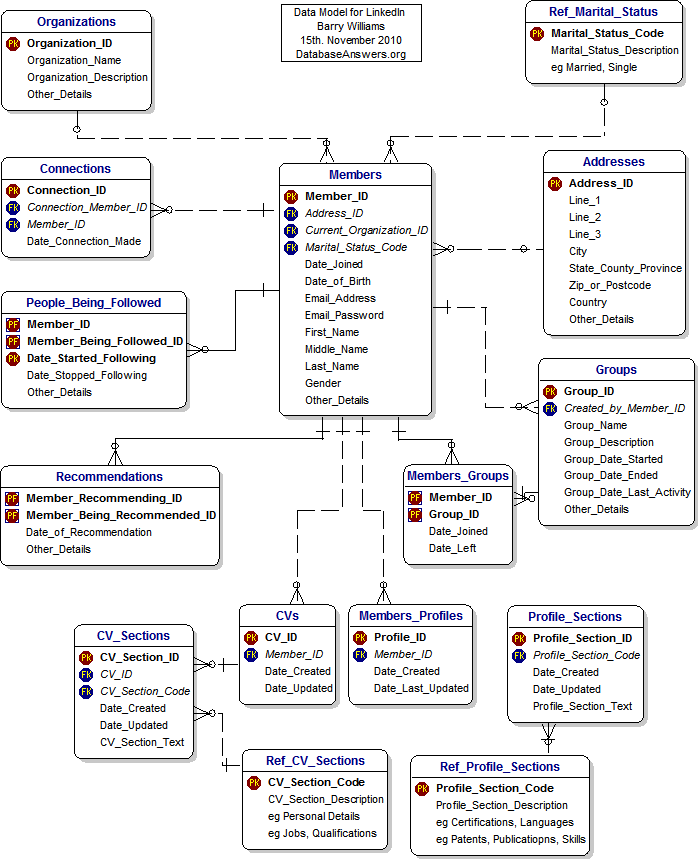 Organizations
PK Organization_ID
Organization_Name
Organization_Description
Other_Details
Data Model for LinkedIn
Barry Williams
15th. November 2010
DatabaseAnswers.org
Ref_Marital_Status
PK Marital_Status_Code
Marital_Status_Description
eg Married, Single
Connections
PK Connection_ID
FK Connection_Member_ID
FK Member_ID
Date_Connection_Made
Members
PK Member_ID
FK Address_ID
FK Current_Organization_ID
FK Marital_Status_Code
Date_Joined
Date_of_Birth
Email_Address
Email_Password
First_Name
Middle_Name
Last_Name
Gender
Other_Details
Addresses
PK Address_ID
Line_1
Line_2
Line_3
City
State_County_Province
Zip_or_Postcode
Country
Other_Details
People_Being_Followed
PF Member_ID
PF Member_Being_Followed_ID
PK Date_Started_Following
Date_Stopped_Following
Other_Details
Groups
PK Group_ID
FK Created_by_Member_ID
Group_Name
Group_Description
Group_Date_Started
Group_Date_Ended
Group_Date_Last_Activity
Other_Details
Recommendations
PF Member_Recommending_ID
PF Member_Being_Recommended_ID
Date_of_Recommendation
Other_Details
Members_Groups
PF Member_ID
PF Group_ID
Date_Joined
Date_Left
CV_Sections
PK CV_Section_ID
FK CV_ID
FK CV_Section_Code
Date_Created
Date_Updated
CV_Section_Text
CVs
PK CV_ID
FK Member_ID
Date_Created
Date_Updated
Members_Profiles
PK Profile_ID
FK Member_ID
Date_Created
Date_Last_Updated
Profile_Sections
PK Profile_Section_ID
FK Profile_Section_Code
Date_Created
Date_Updated
Profile_Section_Text
Ref_CV_Sections
PK CV_Section_Code
CV_Section_Description
eg Personal Details
eg Jobs, Qualifications
Ref_Profile_Sections
PK Profile_Section_Code
Profile_Section_Description
eg Certifications, Languages
eg Patents, Publicatiopns, Skills